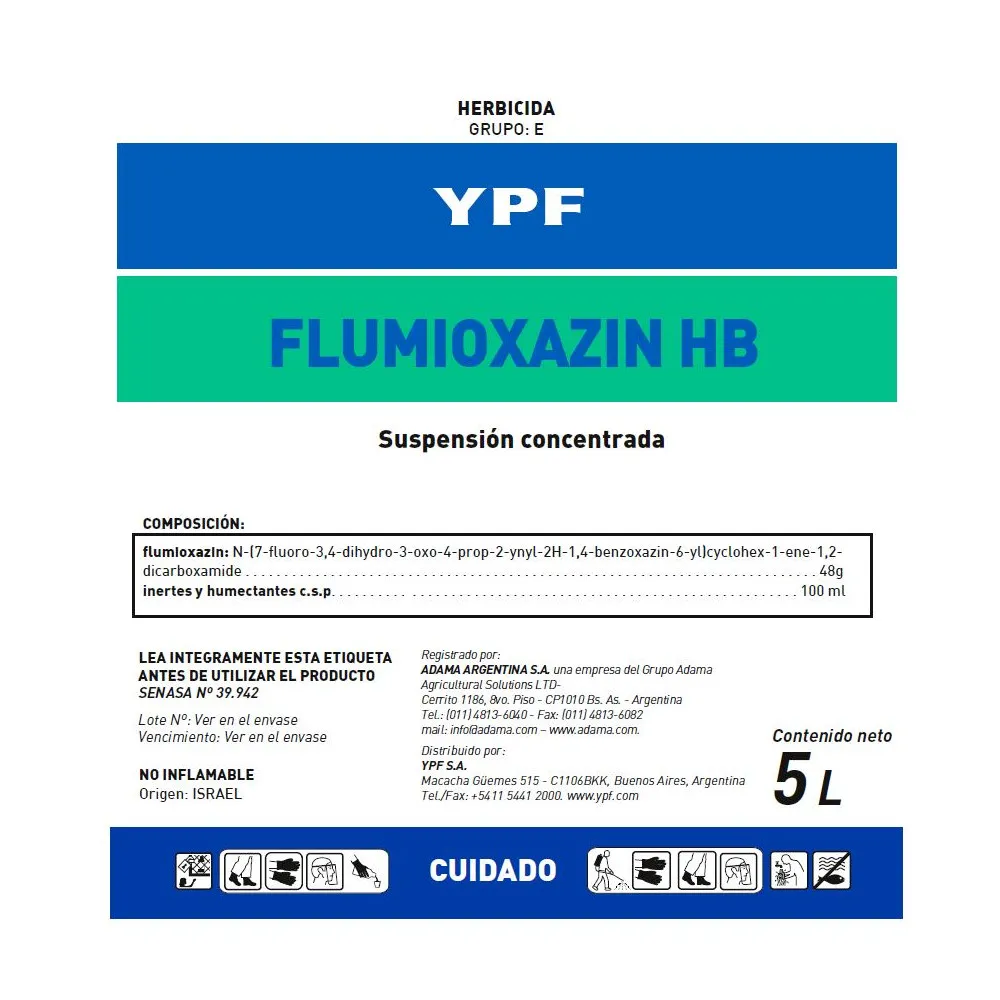 HERBICIDA
GRUPO: E
YPF
FLUMIOXAZIN HB
Suspensión concentrada
COMPOSICIÓN:
flumioxazin: N-(7-fluoro-3,4-dihydro-3-oxo-4-prop-2-ynyl-2H-1,4-benzoxazin-6-yl)cyclohex-1-ene-1,2-
dicarboxamide . . . . . . . . . . . . . . . . . . . . . . . . . . . . . . . . . . . . . . . . 48g
inertes y humectantes c.s.p. . . . . . . . . . . . . . . . . . . . . . . . . . . . . . . . . . 100 ml
LEA INTEGRAMENTE ESTA ETIQUETA
ANTES DE UTILIZAR EL PRODUCTO
SENASA Nº 39.942
Lote Nº: Ver en el envase
Vencimiento: Ver en el envase
NO INFLAMABLE
Origen: ISRAEL
Registrado por:
ADAMA ARGENTINA S.A. una empresa del Grupo Adama
Agricultural Solutions LTD-
Cerrito 1186, 8vo. Piso - CP1010 Bs. As. - Argentina
Tel.: (011) 4813-6040 - Fax: (011) 4813-6082
mail: info@adama.com – www.adama.com.
Distribuido por:
YPF S.A.
Macacha Güemes 515 - C1106BKK, Buenos Aires, Argentina
Tel./Fax: +5411 5441 2000. www.ypf.com
Contenido neto
5 L
CUIDADO